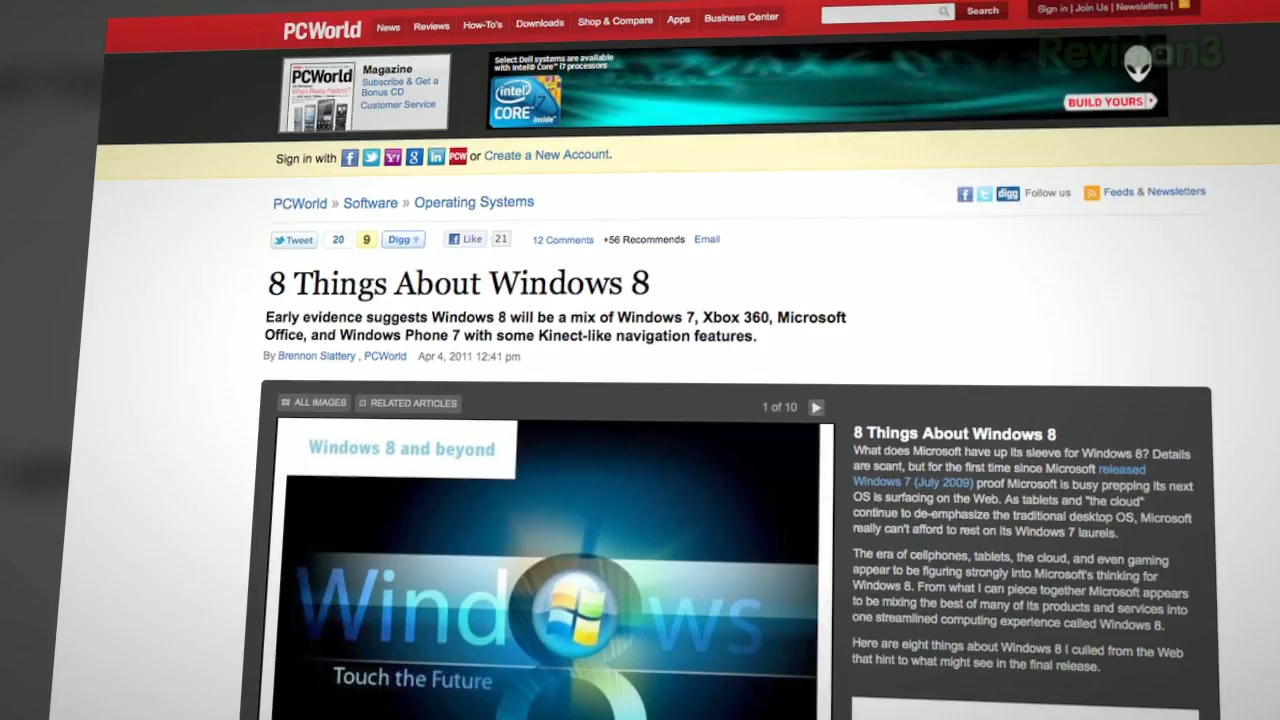 PCWorld News Reviews How-To's Downloads Shop & Compare Apps Business Center Search Sign in | Join Us | Newsletters |
Revision3
PCWorld
Magazine
Subscribe & Get a
Bonus CD
Customer Service
Select Dell systems are available
with Intel® Core™ i7 processors
intel
CORE i7
inside™
BUILD YOURS
Sign in with or Create a New Account.
PCWorld » Software » Operating Systems
digg Follow us Feeds & Newsletters
Tweet 20 9 Digg Like 21 12 Comments +56 Recommends Email
8 Things About Windows 8
Early evidence suggests Windows 8 will be a mix of Windows 7, Xbox 360, Microsoft
Office, and Windows Phone 7 with some Kinect-like navigation features.
By Brennon Slattery , PCWorld Apr 4, 2011 12:41 pm
ALL IMAGES RELATED ARTICLES 1 of 10
Windows 8 and beyond
Wind ws
8
Touch the Future
8 Things About Windows 8
What does Microsoft have up its sleeve for Windows 8? Details
are scant, but for the first time since Microsoft released
Windows 7 (July 2009) proof Microsoft is busy prepping its next
OS is surfacing on the Web. As tablets and "the cloud"
continue to de-emphasize the traditional desktop OS, Microsoft
really can't afford to rest on its Windows 7 laurels.
The era of cellphones, tablets, the cloud, and even gaming
appear to be figuring strongly into Microsoft's thinking for
Windows 8. From what I can piece together Microsoft appears
to be mixing the best of many of its products and services into
one streamlined computing experience called Windows 8.
Here are eight things about Windows 8 I culled from the Web
that hint to what might see in the final release.